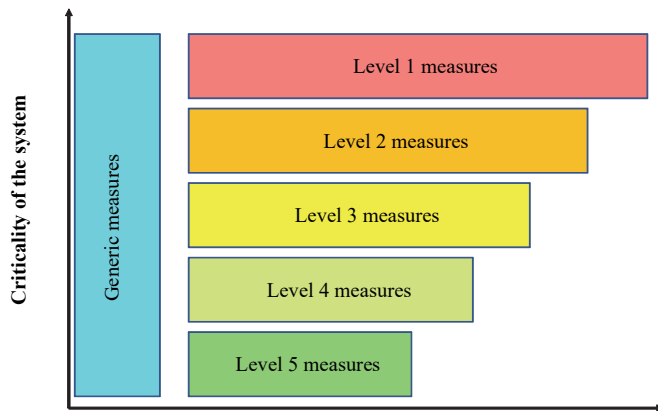 Criticality of the system
Generic measures
Level 1 measures
Level 2 measures
Level 3 measures
Level 4 measures
Level 5 measures